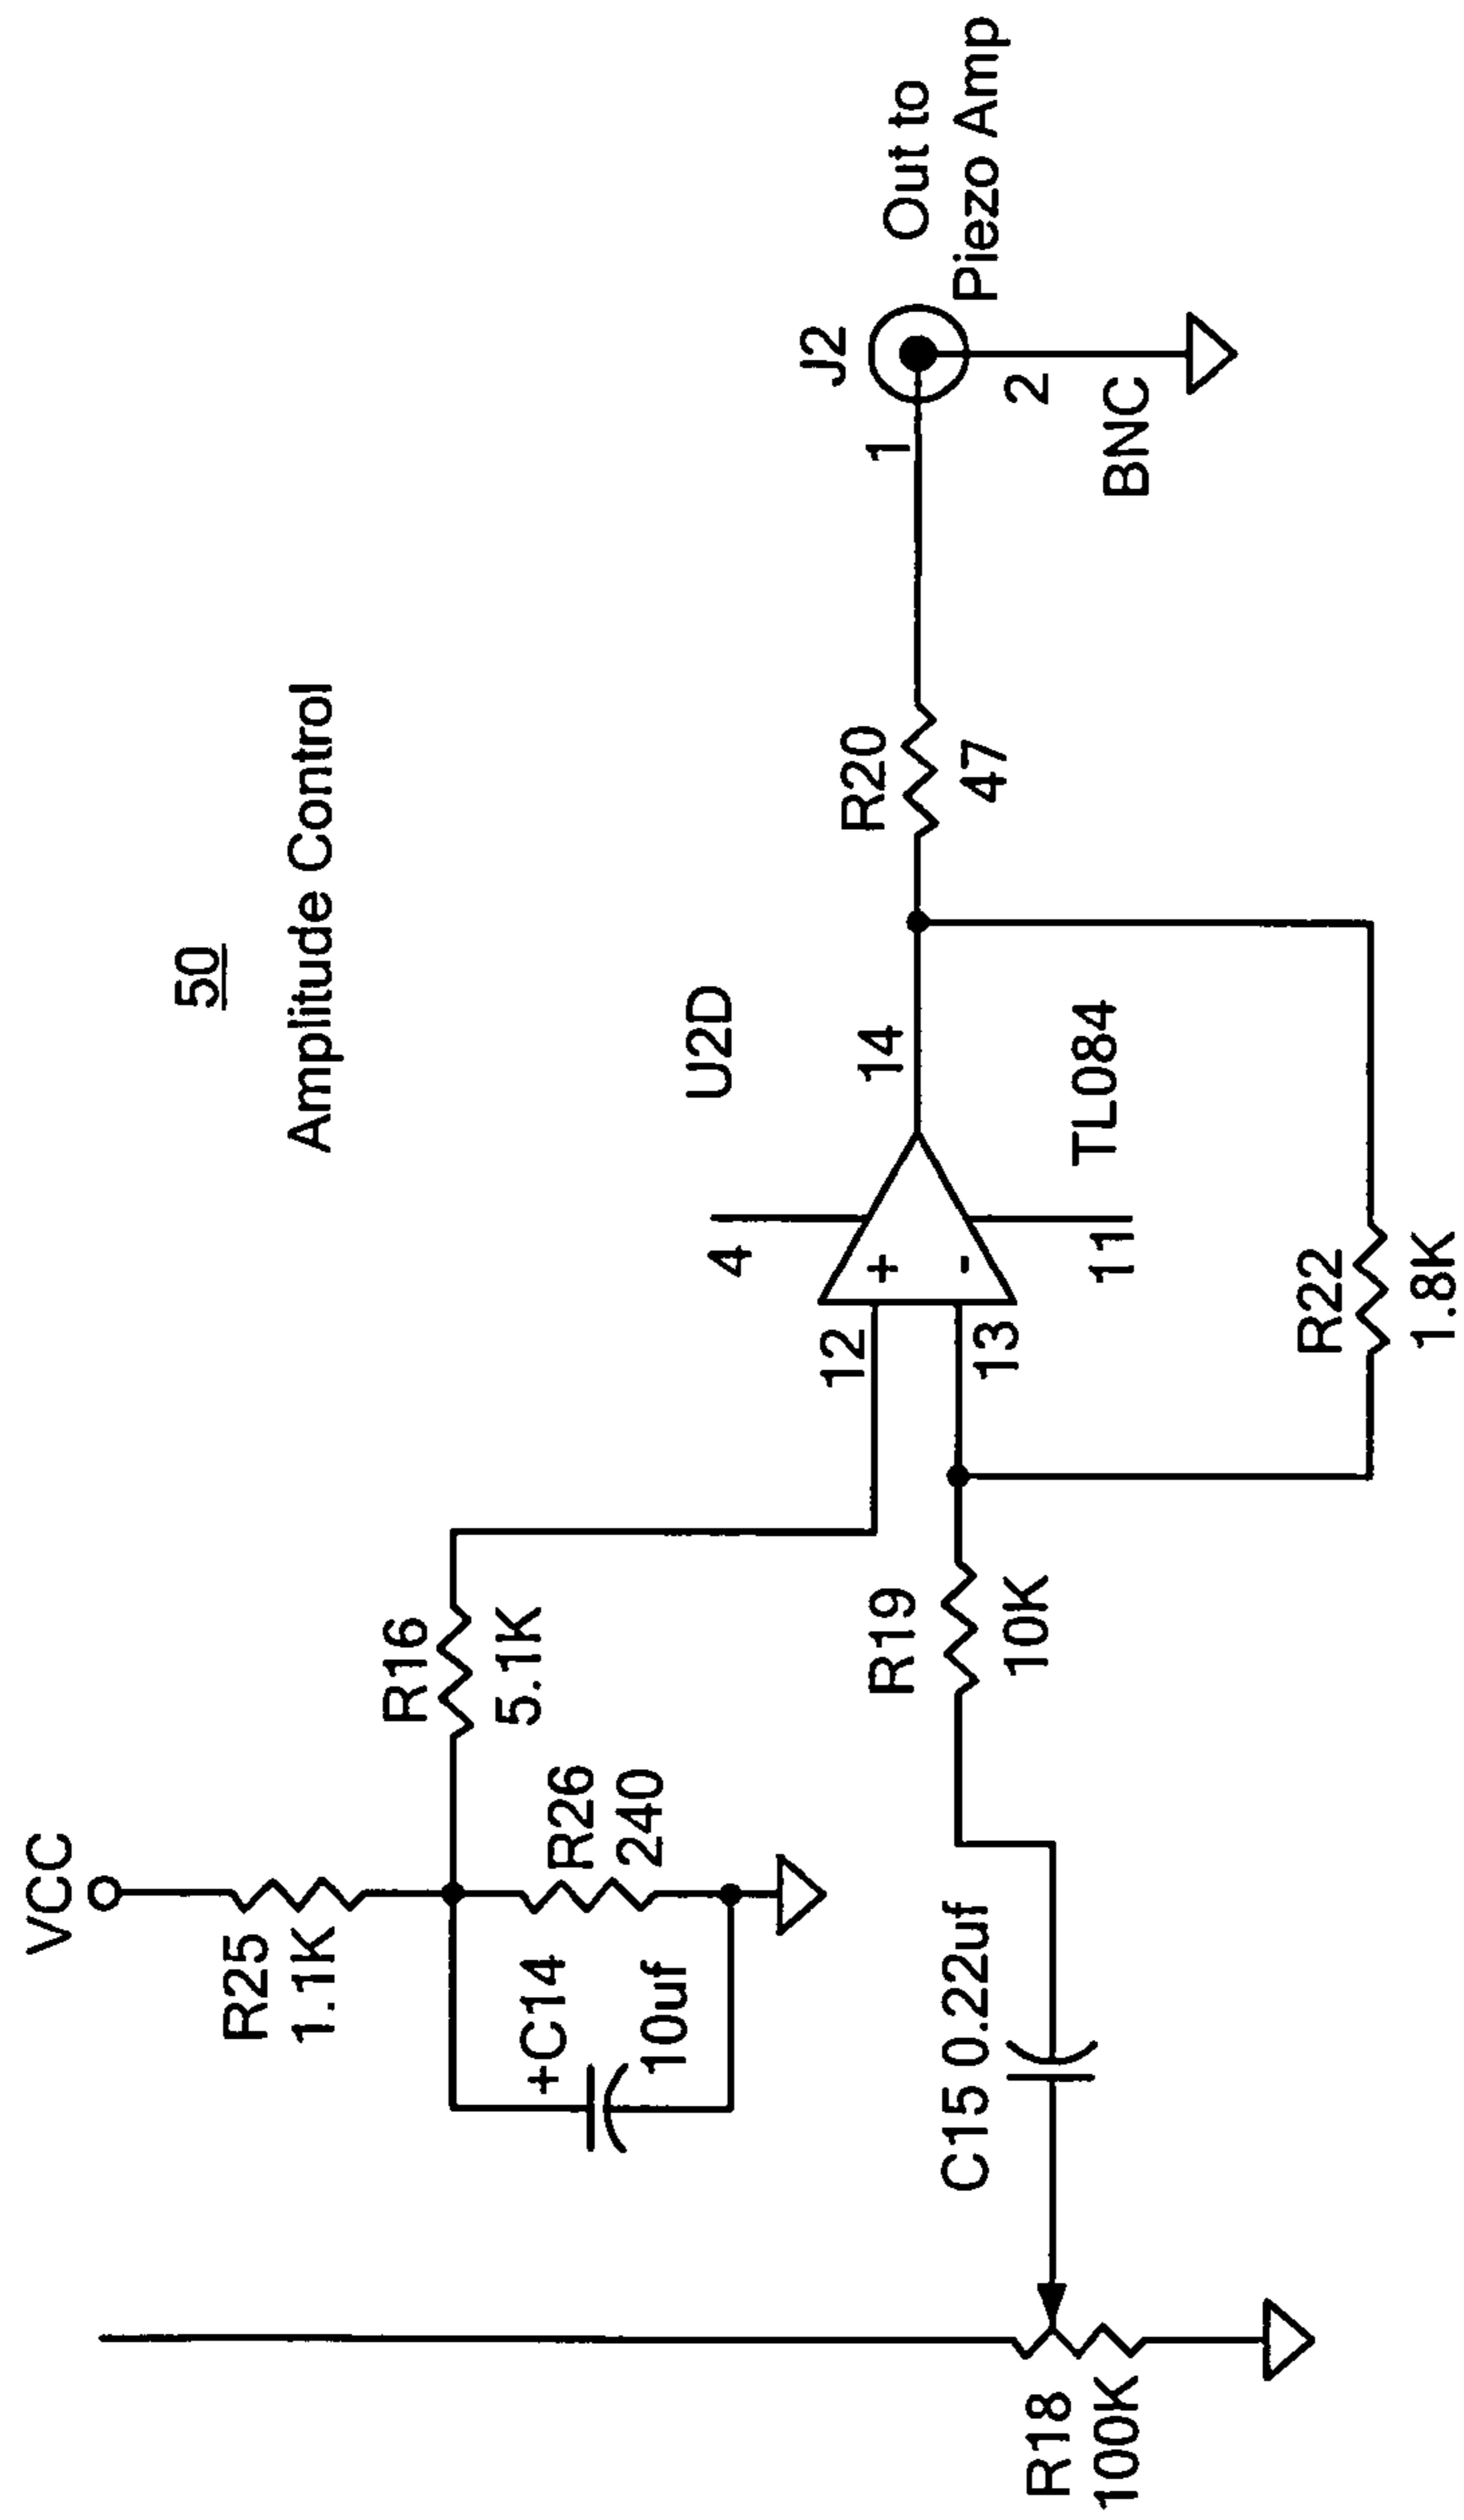 50
Amplitude Control
VCC
R25
1.1K
R16
5.1K
R26
240
+C14
10uf
U2D
4
12
+
14
13
-
11
TL084
R20
47
J2
1
2
BNC
Out to
Piezo Amp
R19
10K
C15 0.22uf
R18
100K
R22
1.8K